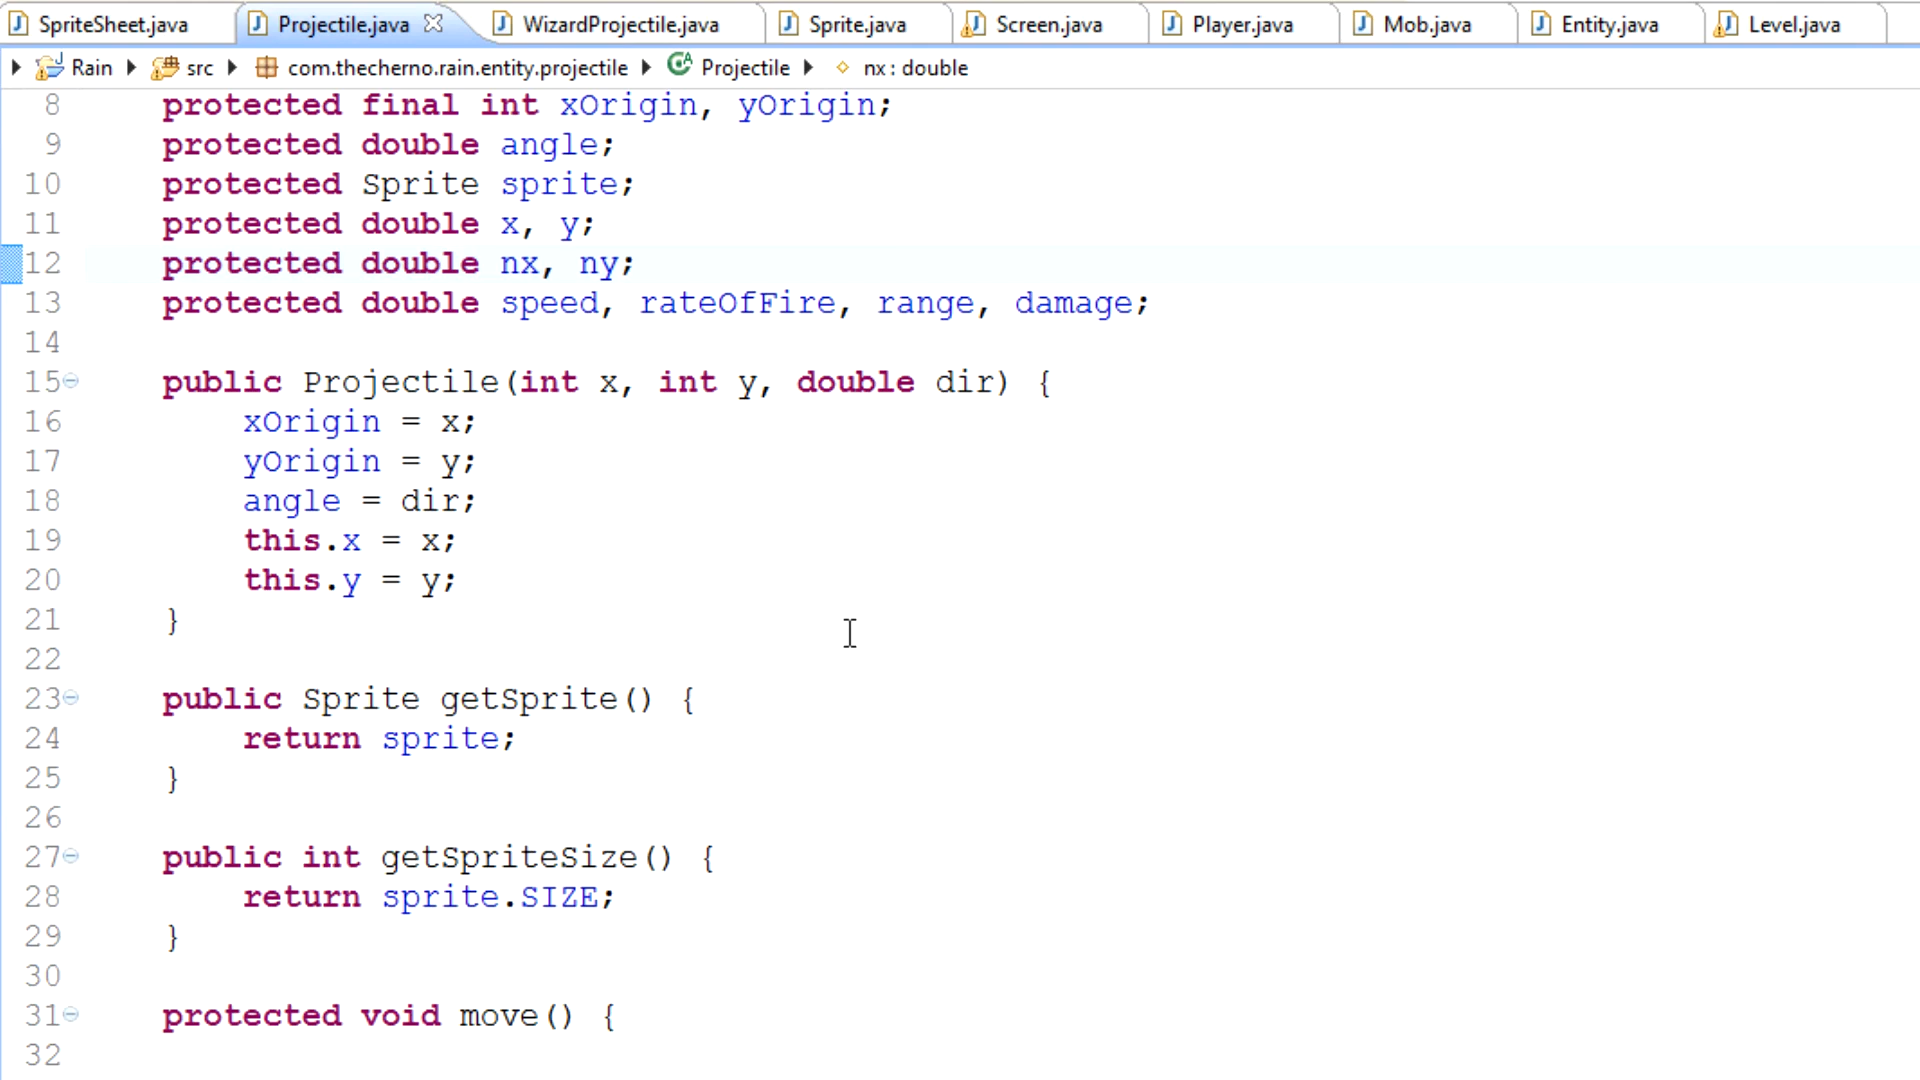 SpriteSheet.java Projectile.java WizardProjectile.java Sprite.java Screen.java Player.java Mob.java Entity.java Level.java
Rain src com.thecherno.rain.entity.projectile Projectile nx : double
8 protected final int xOrigin, yOrigin;
9 protected double angle;
10 protected Sprite sprite;
11 protected double x, y;
12 protected double nx, ny;
13 protected double speed, rateOfFire, range, damage;
14
15 public Projectile(int x, int y, double dir) {
16 xOrigin = x;
17 yOrigin = y;
18 angle = dir;
19 this.x = x;
20 this.y = y;
21 }
22
23 public Sprite getSprite() {
24 return sprite;
25 }
26
27 public int getSpriteSize() {
28 return sprite.SIZE;
29 }
30
31 protected void move() {
32